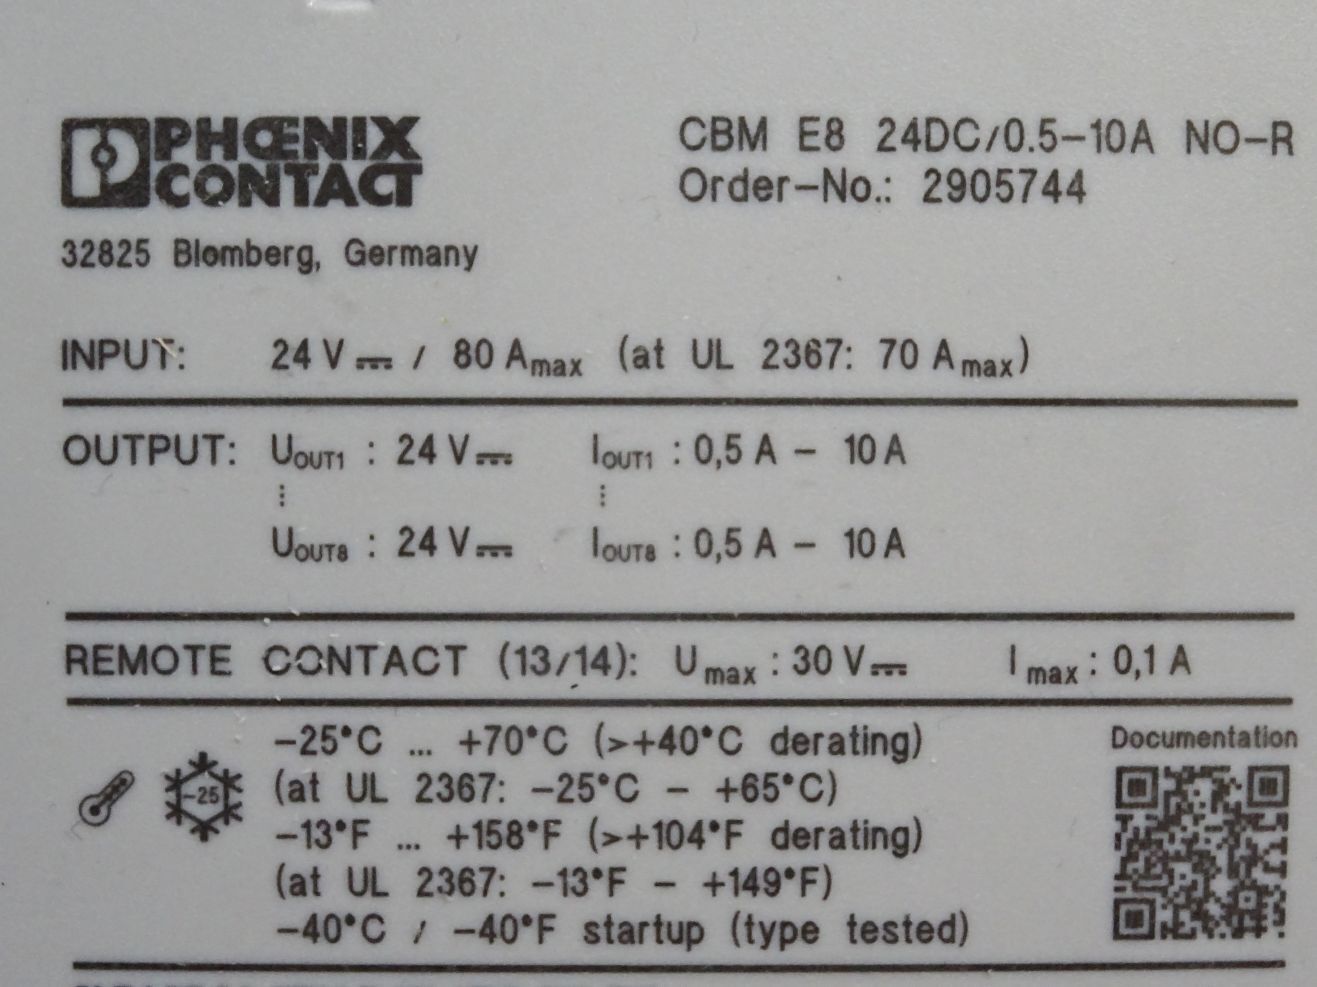 PHŒNIX
CONTACT
CBM E8 24DC/0.5–10A NO–R
Order–No.: 2905744
32825 Blomberg, Germany
INPUT: 24 V ⎓ / 80 Amax (at UL 2367: 70 Amax)
OUTPUT: UOUT1 : 24 V ⎓ IOUT1 : 0,5 A – 10 A
⋮ ⋮
UOUT8 : 24 V ⎓ IOUT8 : 0,5 A – 10 A
REMOTE CONTACT (13/14): Umax : 30 V ⎓ Imax : 0,1 A
–25°C ... +70°C (>+40°C derating)
(at UL 2367: –25°C – +65°C)
–13°F ... +158°F (>+104°F derating)
(at UL 2367: –13°F – +149°F)
–40°C / –40°F startup (type tested)
–25
Documentation